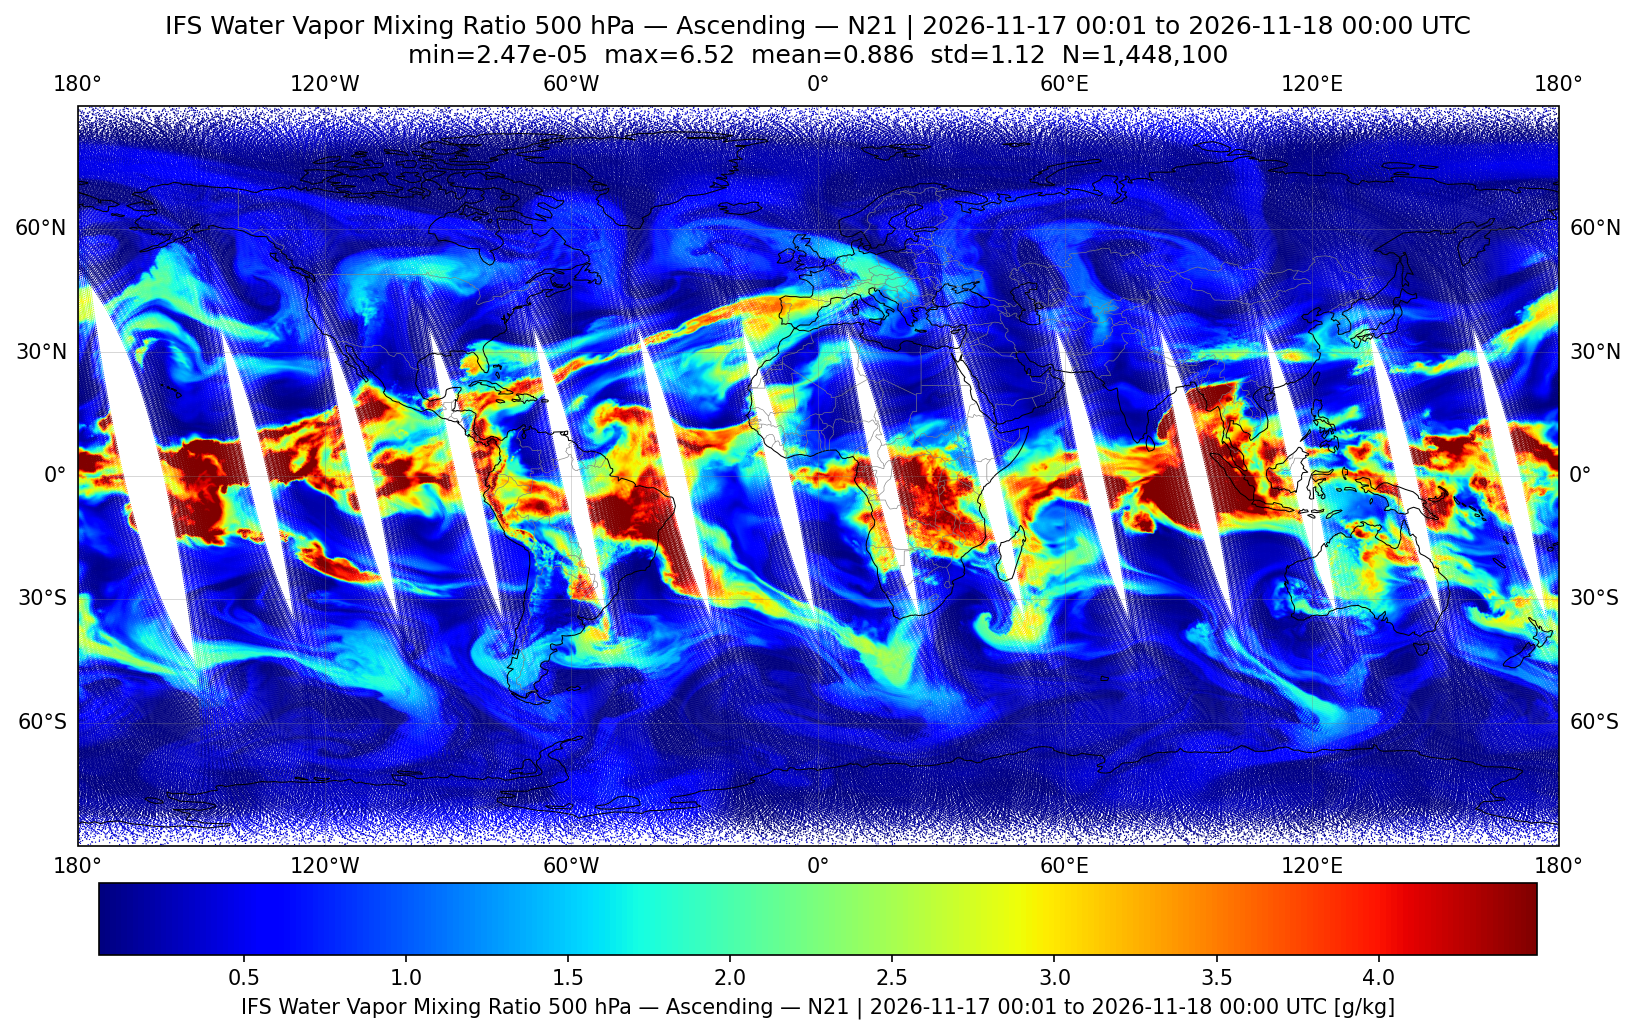 IFS Water Vapor Mixing Ratio 500 hPa — Ascending — N21 | 2026-11-17 00:01 to 2026-11-18 00:00 UTC
min=2.47e-05 max=6.52 mean=0.886 std=1.12 N=1,448,100
180° 120°W 60°W 0° 60°E 120°E 180°
60°N 60°N
30°N 30°N
0° 0°
30°S 30°S
60°S 60°S
180° 120°W 60°W 0° 60°E 120°E 180°
0.5 1.0 1.5 2.0 2.5 3.0 3.5 4.0
IFS Water Vapor Mixing Ratio 500 hPa — Ascending — N21 | 2026-11-17 00:01 to 2026-11-18 00:00 UTC [g/kg]